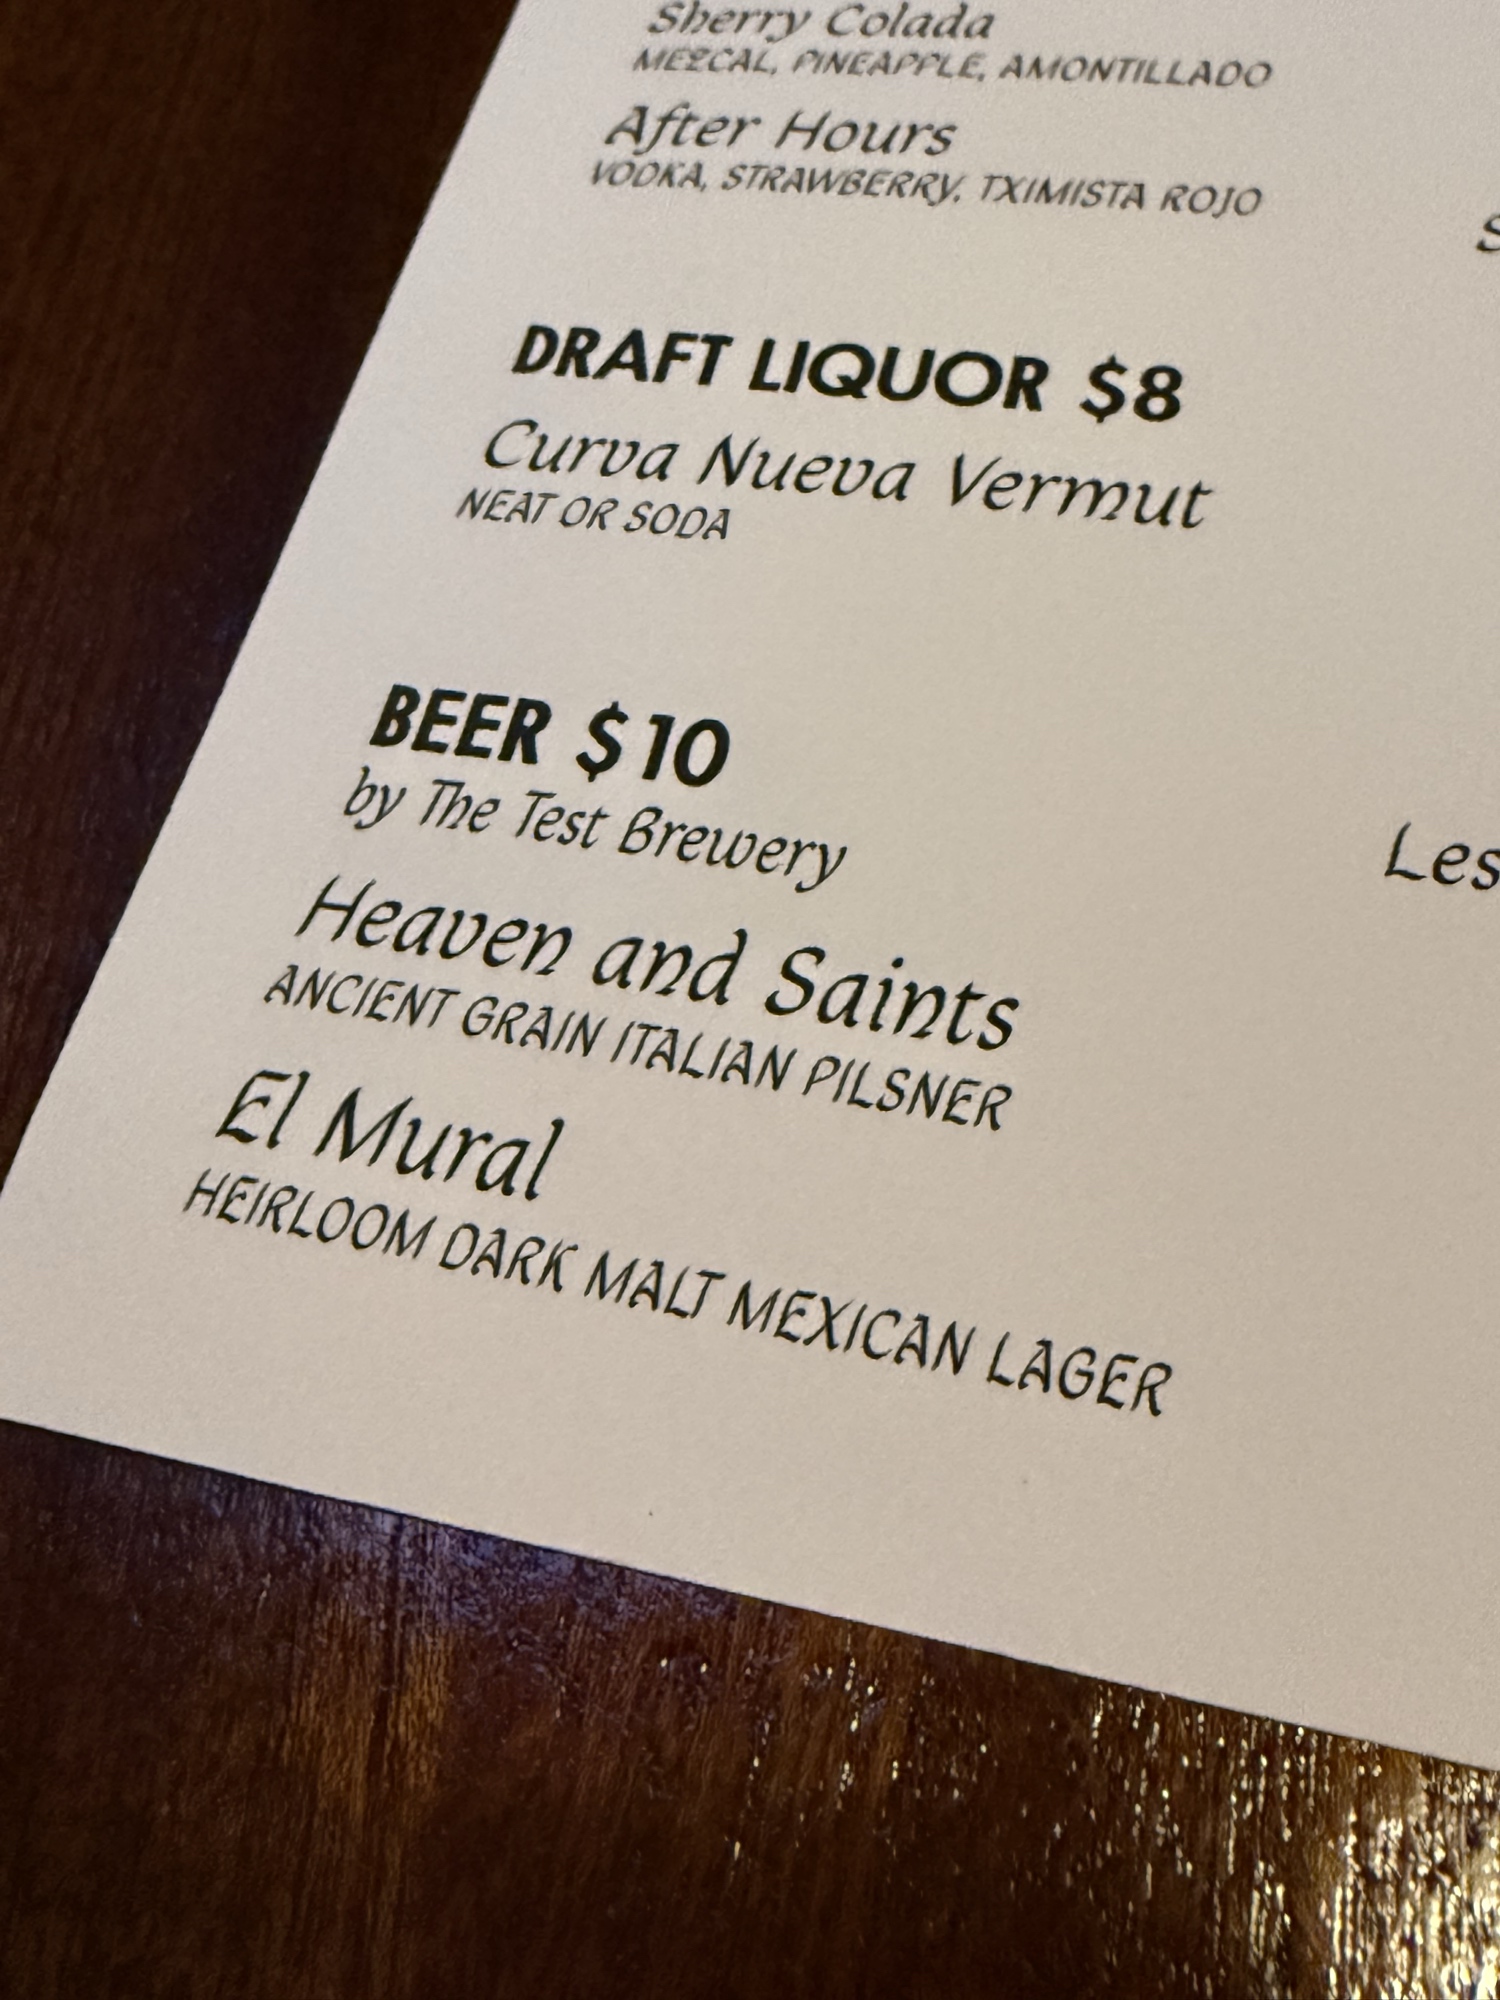 Sherry Colada
MEZCAL, PINEAPPLE, AMONTILLADO
After Hours
VODKA, STRAWBERRY, TXIMISTA ROJO
DRAFT LIQUOR $8
Curva Nueva Vermut
NEAT OR SODA
BEER $10
by The Test Brewery
Heaven and Saints
ANCIENT GRAIN ITALIAN PILSNER
El Mural
HEIRLOOM DARK MALT MEXICAN LAGER
S
Les